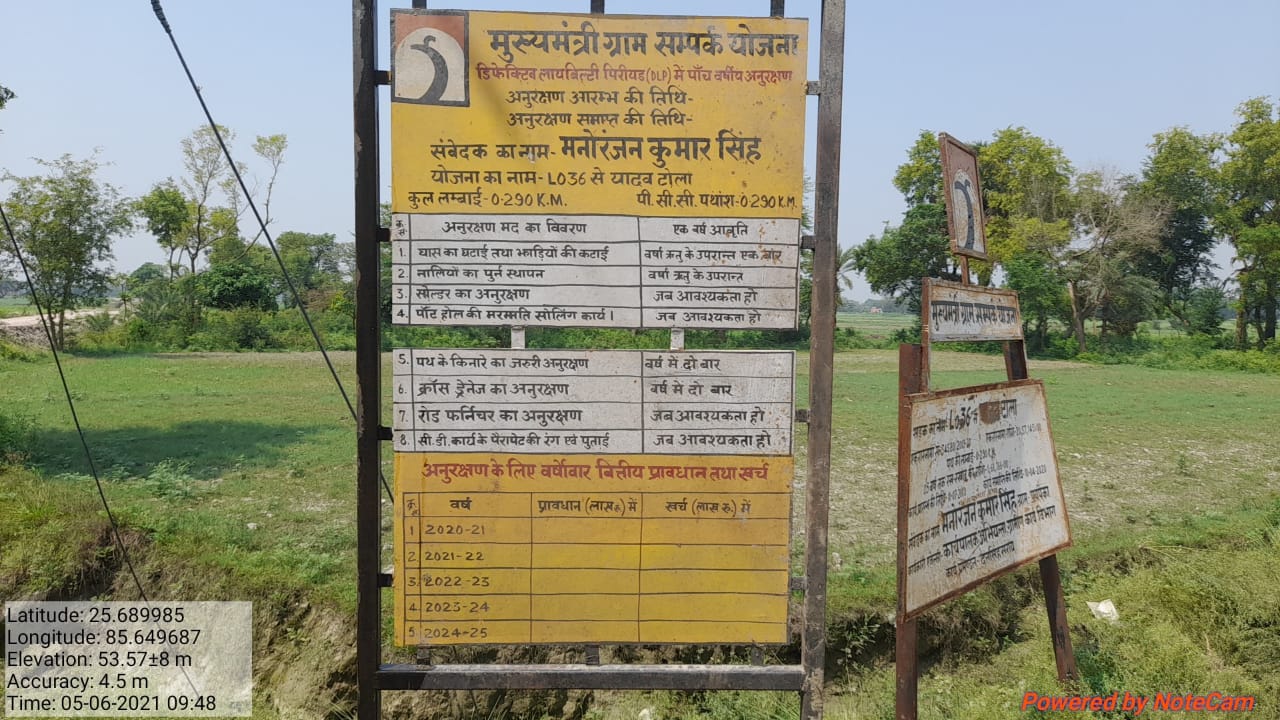 मुख्यमंत्री ग्राम सम्पर्क योजना
डिफेक्टिव लायबिल्टी पिरीयड (DLP) में पाँच वर्षीय अनुरक्षण
अनुरक्षण आरम्भ की तिथि-
अनुरक्षण समाप्त की तिथि-
संवेदक का नाम- मनोरंजन कुमार सिंह
योजना का नाम- L036 से यादव टोला
कुल लम्बाई-0.290 K.M. पी. सी. सी. पथांश-0.290 K.M.
क्र. अनुरक्षण मद का विवरण एक वर्ष आवृति
1. घास का घटाई तथा झाड़ियों की कटाई वर्षा ऋतु के उपरान्त एक बार
2. नालियों का पुर्न स्थापन वर्षा ऋतु के उपरान्त
3. सोल्डर का अनुरक्षण जब आवश्यकता हो
4. पॉट होल की मरम्मति सोलिंग कार्य। जब आवश्यकता हो
5. पथ के किनारे का जरुरी अनुरक्षण वर्ष में दो बार
6. क्रॉस ड्रेनेज का अनुरक्षण वर्ष मे दो बार
7. रोड फर्निचर का अनुरक्षण जब आवश्यकता हो
8. सी.डी. कार्य के पैरापेट की रंग एवं पुताई जब आवश्यकता हो
अनुरक्षण के लिए वर्षोवार वित्तीय प्रावधान तथा खर्च
क्र. वर्ष प्रावधान (लाख रु.) में खर्च (लाख रु.) में
1 2020-21
2 2021-22
3. 2022-23
4 2023-24
5 2024-25
मुख्यमंत्री ग्राम सम्पर्क योजना
L036 टोला
मनोरंजन कुमार सिंह
कार्यपालक अभियन्ता, ग्रामीण कार्य विभाग
Latitude: 25.689985
Longitude: 85.649687
Elevation: 53.57±8 m
Accuracy: 4.5 m
Time: 05-06-2021 09:48
Powered by NoteCam